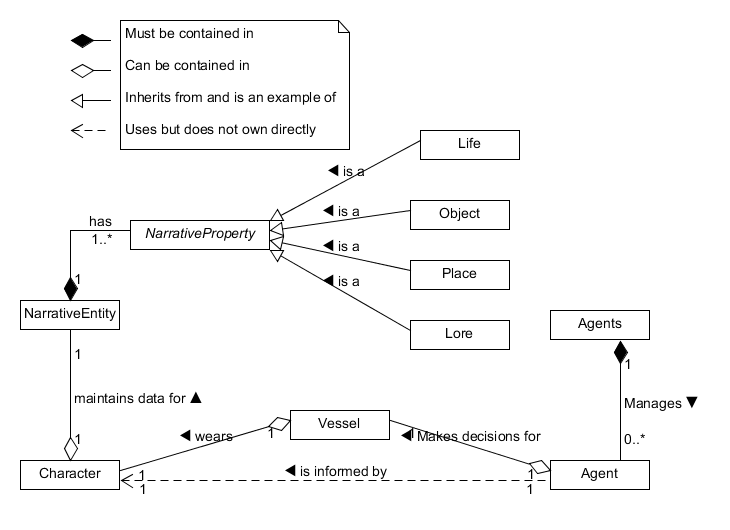 Must be contained in
Can be contained in
Inherits from and is an example of
Uses but does not own directly
Life
◀ is a
has
1..*
NarrativeProperty
◀ is a
Object
◀ is a
Place
◀ is a
Lore
1
NarrativeEntity
Agents
1
1
maintains data for ▲
Manages ▼
Vessel
1
◀ wears
1
◀ Makes decisions for
1
0..*
Character
1
◀ is informed by
1
Agent
1
1